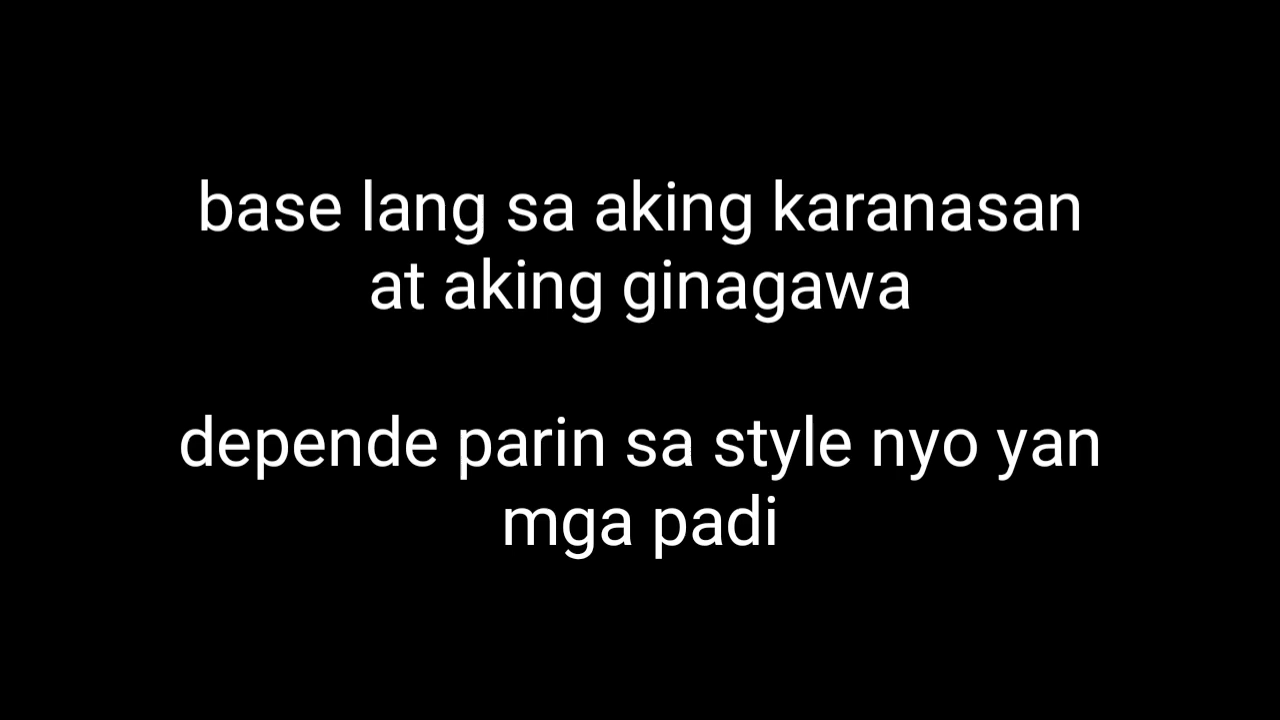 base lang sa aking karanasan
at aking ginagawa
depende parin sa style nyo yan
mga padi